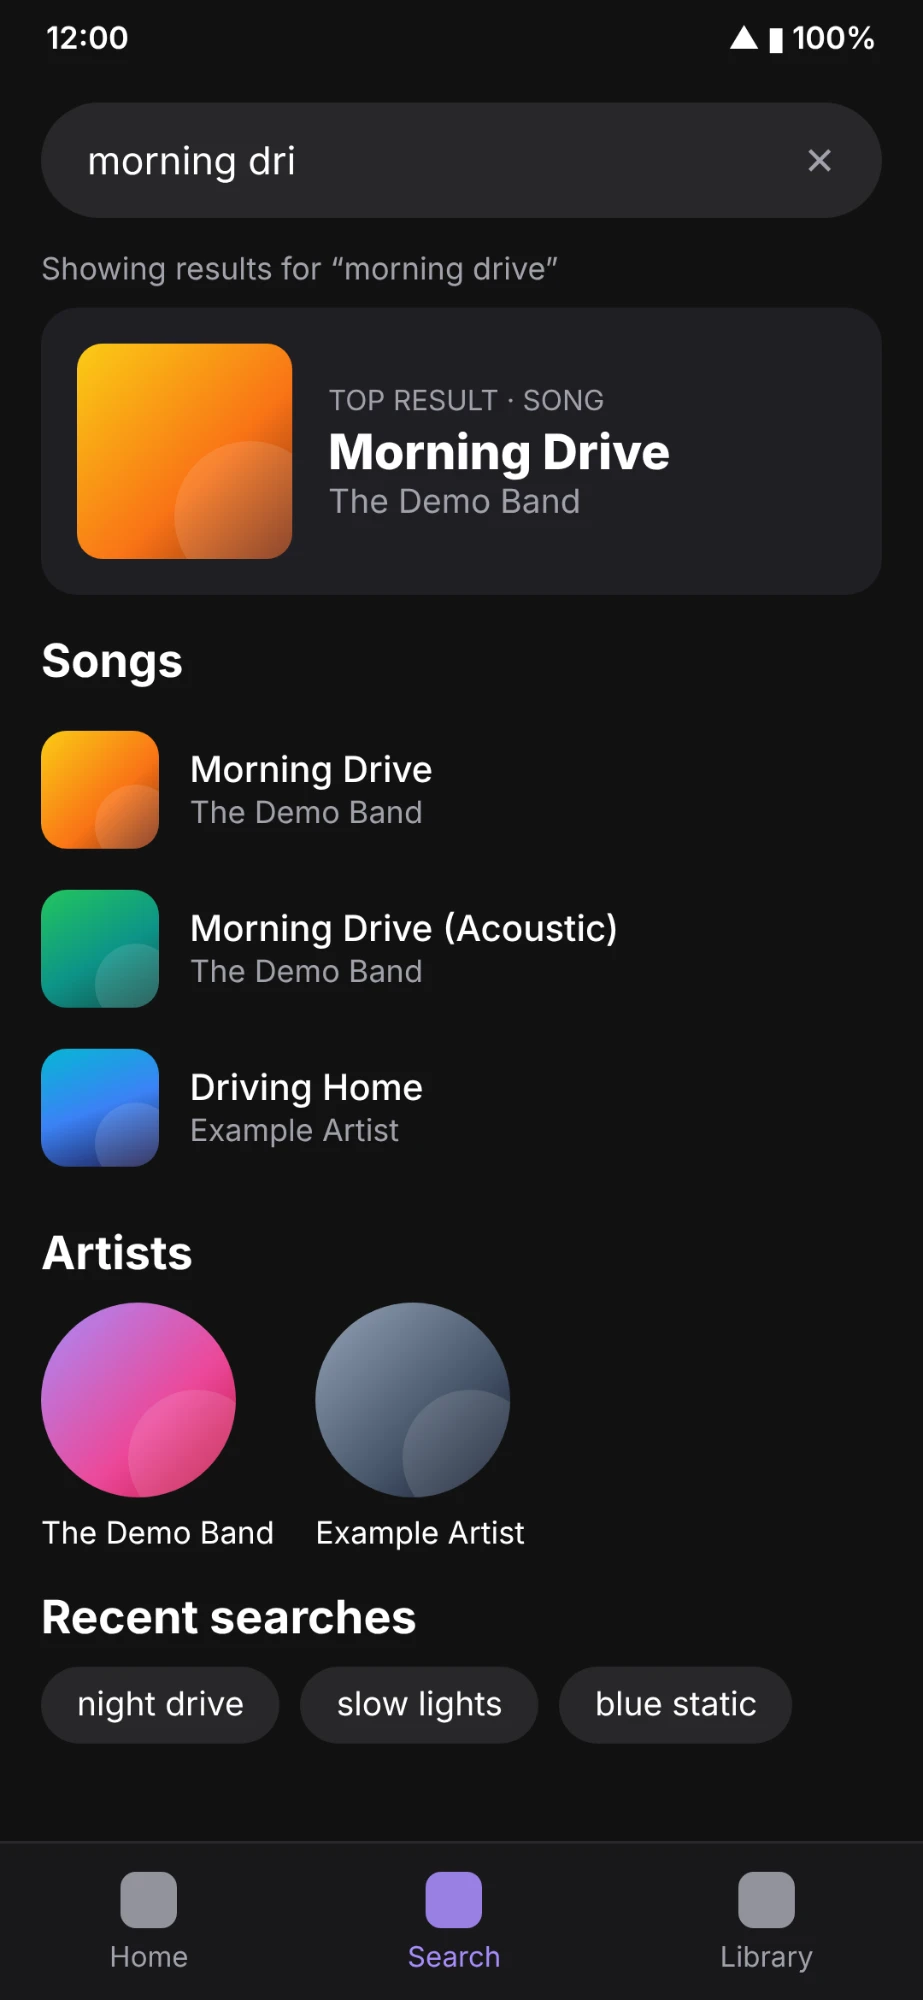 12:00 100%
morning dri ✕
Showing results for “morning drive”
TOP RESULT · SONG
Morning Drive
The Demo Band
Songs
Morning Drive
The Demo Band
Morning Drive (Acoustic)
The Demo Band
Driving Home
Example Artist
Artists
The Demo Band Example Artist
Recent searches
night drive slow lights blue static
Home Search Library